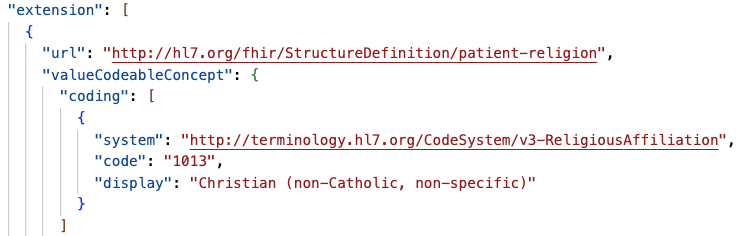 "extension": [
{
"url": "http://hl7.org/fhir/StructureDefinition/patient-religion",
"valueCodeableConcept": {
"coding": [
{
"system": "http://terminology.hl7.org/CodeSystem/v3-ReligiousAffiliation",
"code": "1013",
"display": "Christian (non-Catholic, non-specific)"
}
]